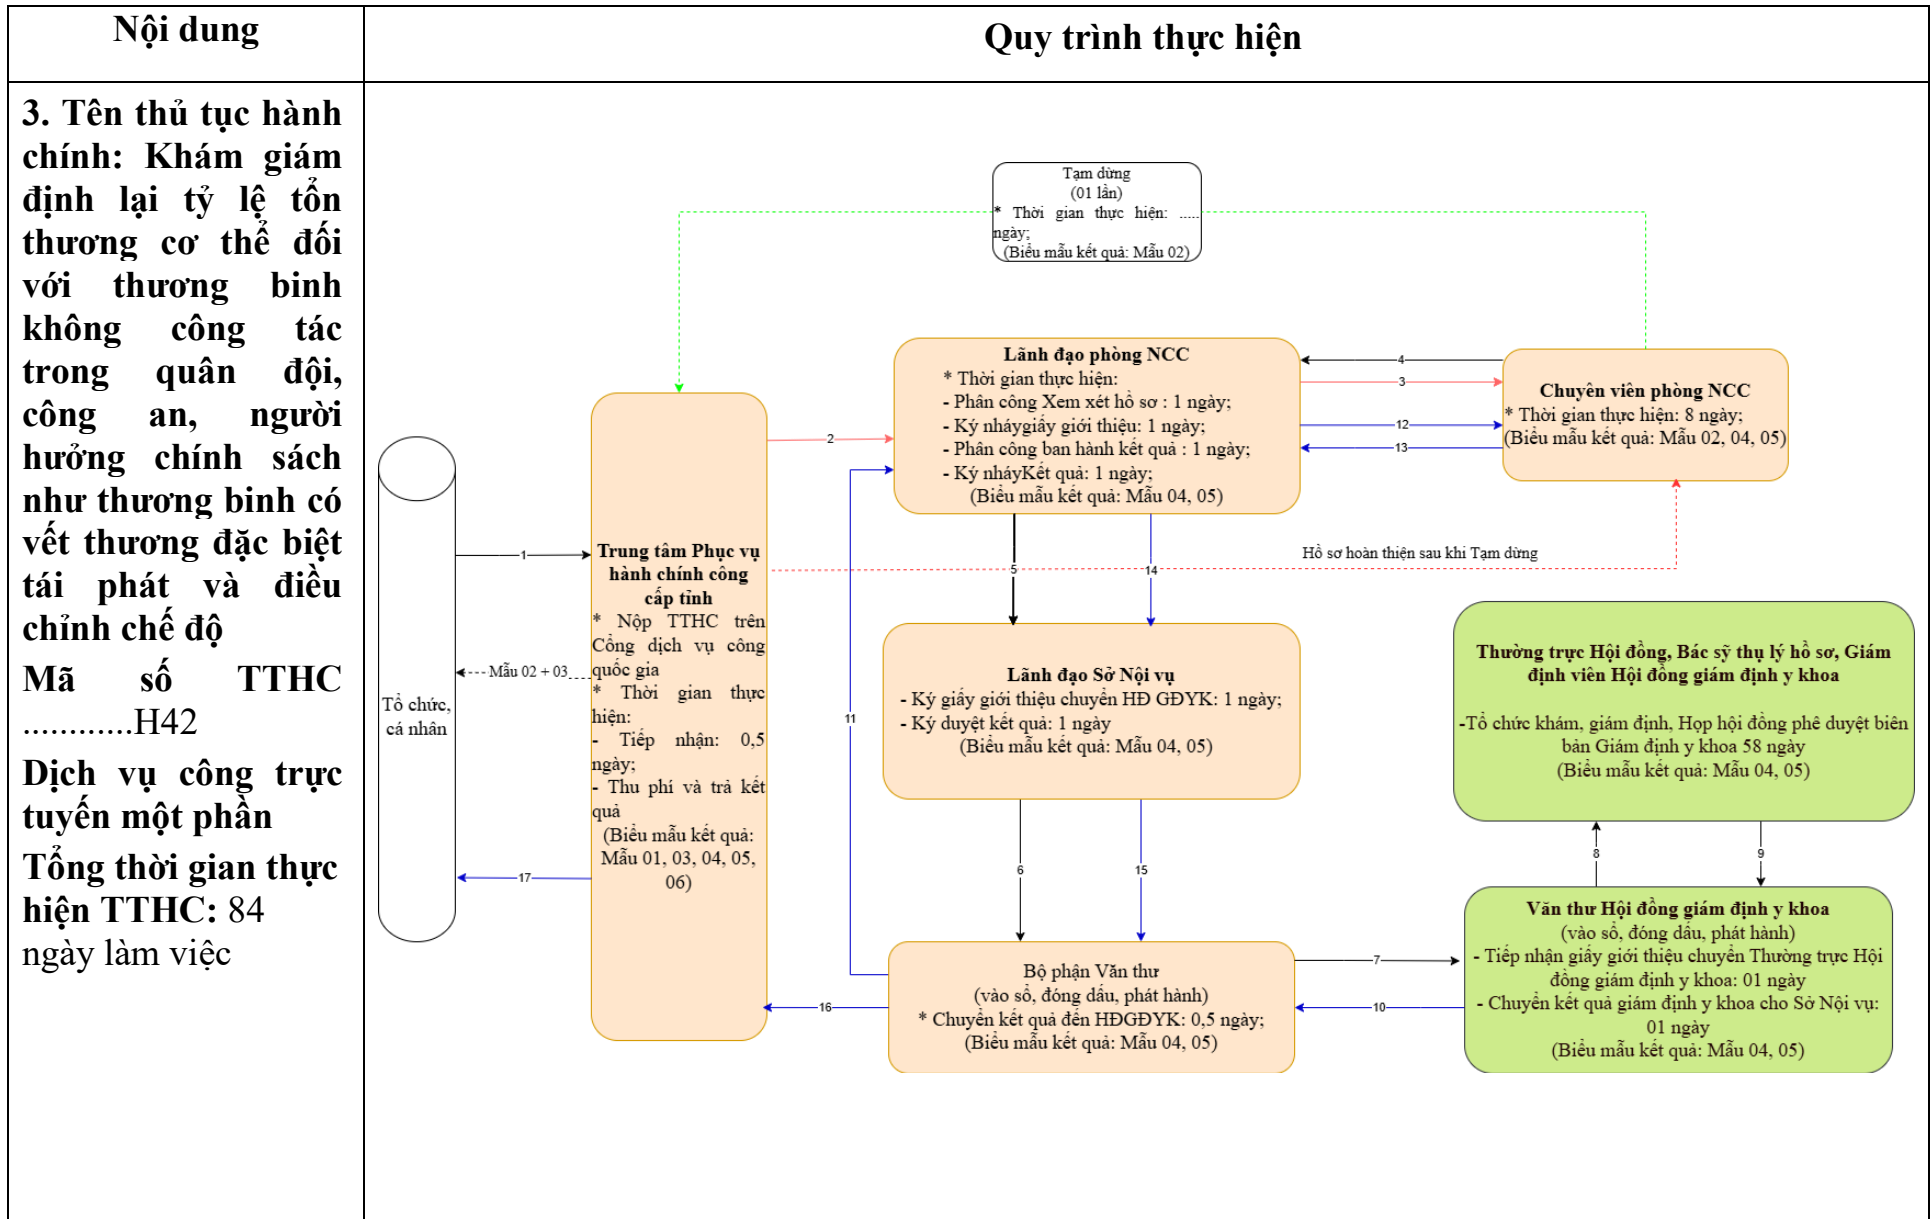 Nội dung
Quy trình thực hiện
3. Tên thủ tục hành
chính: Khám giám
định lại tỷ lệ tổn
thương cơ thể đối
với thương binh
không công tác
trong quân đội,
công an, người
hưởng chính sách
như thương binh có
vết thương đặc biệt
tái phát và điều
chỉnh chế độ
Mã số TTHC
............H42
Dịch vụ công trực
tuyến một phần
Tổng thời gian thực
hiện TTHC: 84
ngày làm việc
Tạm dừng
(01 lần)
* Thời gian thực hiện: .....
ngày;
(Biểu mẫu kết quả: Mẫu 02)
Lãnh đạo phòng NCC
* Thời gian thực hiện:
- Phân công Xem xét hồ sơ : 1 ngày;
- Ký nháygiấy giới thiệu: 1 ngày;
- Phân công ban hành kết quả : 1 ngày;
- Ký nháyKết quả: 1 ngày;
(Biểu mẫu kết quả: Mẫu 04, 05)
4
3
12
13
Chuyên viên phòng NCC
* Thời gian thực hiện: 8 ngày;
(Biểu mẫu kết quả: Mẫu 02, 04, 05)
2
1
Hồ sơ hoàn thiện sau khi Tạm dừng
Tổ chức,
cá nhân
Mẫu 02 + 03
Trung tâm Phục vụ
hành chính công
cấp tỉnh
* Nộp TTHC trên
Cổng dịch vụ công
quốc gia
* Thời gian thực
hiện:
- Tiếp nhận: 0,5
ngày;
- Thu phí và trả kết
quả
(Biểu mẫu kết quả:
Mẫu 01, 03, 04, 05,
06)
17
11
5
14
Lãnh đạo Sở Nội vụ
- Ký giấy giới thiệu chuyển HĐ GĐYK: 1 ngày;
- Ký duyệt kết quả: 1 ngày
(Biểu mẫu kết quả: Mẫu 04, 05)
Thường trực Hội đồng, Bác sỹ thụ lý hồ sơ, Giám
định viên Hội đồng giám định y khoa
-Tổ chức khám, giám định, Họp hội đồng phê duyệt biên
bản Giám định y khoa 58 ngày
(Biểu mẫu kết quả: Mẫu 04, 05)
6
15
8
9
Bộ phận Văn thư
(vào sổ, đóng dấu, phát hành)
* Chuyển kết quả đến HĐGĐYK: 0,5 ngày;
(Biểu mẫu kết quả: Mẫu 04, 05)
16
7
10
Văn thư Hội đồng giám định y khoa
(vào sổ, đóng dấu, phát hành)
- Tiếp nhận giấy giới thiệu chuyển Thường trực Hội
đồng giám định y khoa: 01 ngày
- Chuyển kết quả giám định y khoa cho Sở Nội vụ:
01 ngày
(Biểu mẫu kết quả: Mẫu 04, 05)